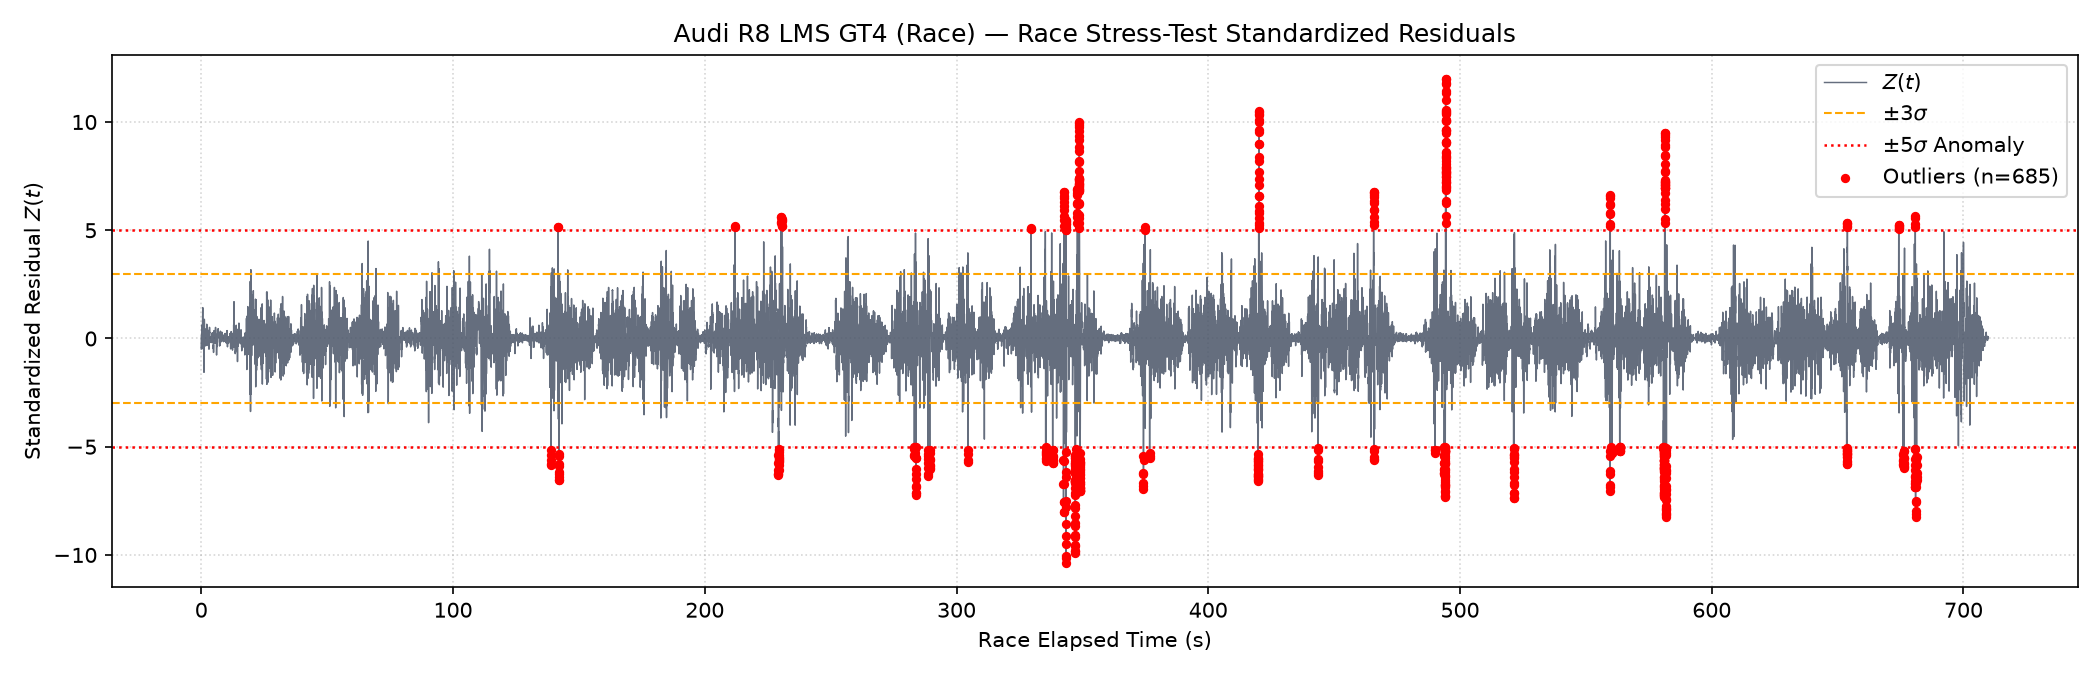 Audi R8 LMS GT4 (Race) — Race Stress-Test Standardized Residuals
Z(t)
±3σ
±5σ Anomaly
Outliers (n=685)
Standardized Residual Z(t)
10
5
0
−5
−10
0 100 200 300 400 500 600 700
Race Elapsed Time (s)